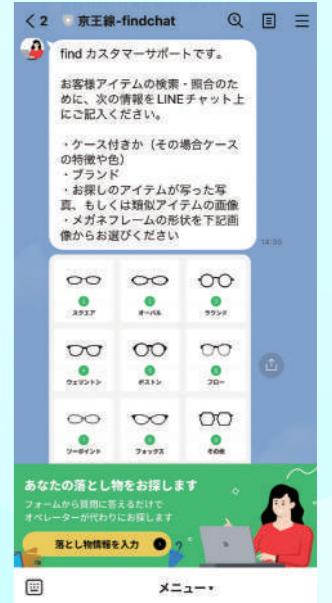 2 京王線-findchat
find カスタマーサポートです。
お客様アイテムの検索・照合のた
めに、次の情報をLINEチャット上
にご記入ください。
・ケース付きか（その場合ケース
の特徴や色）
・ブランド
・お探しのアイテムが写った写
真、もしくは類似アイテムの画像
・メガネフレームの形状を下記画
像からお選びください
14:30
スクエア オーバル ラウンド
ウェリントン ボストン ブロー
ツーポイント フォックス その他
あなたの落とし物をお探しします
フォームから質問に答えるだけで
オペレーターが代わりにお探しします
落とし物情報を入力
メニュー